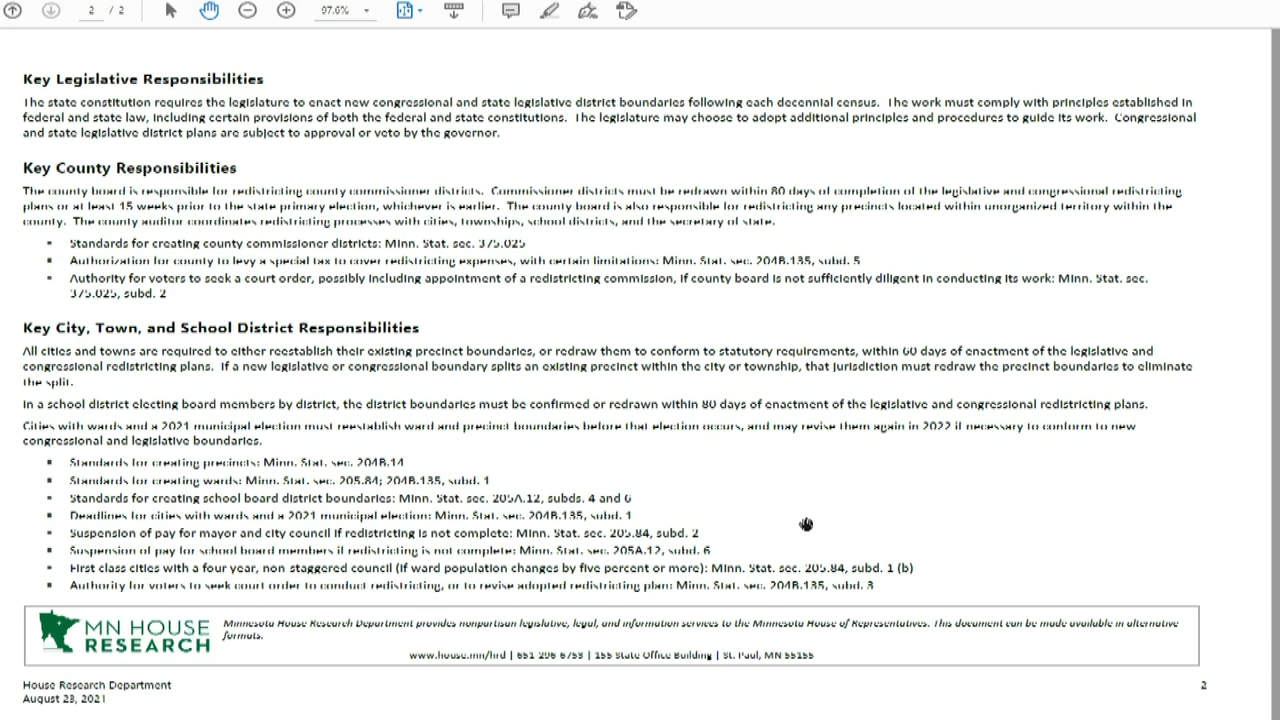 2 / 2 97.6%
Key Legislative Responsibilities
The state constitution requires the legislature to enact new congressional and state legislative district boundaries following each decennial census. The work must comply with principles established in
federal and state law, including certain provisions of both the federal and state constitutions. The legislature may choose to adopt additional principles and procedures to guide its work. Congressional
and state legislative district plans are subject to approval or veto by the governor.
Key County Responsibilities
The county board is responsible for redistricting county commissioner districts. Commissioner districts must be redrawn within 80 days of completion of the legislative and congressional redistricting
plans or at least 15 weeks prior to the state primary election, whichever is earlier. The county board is also responsible for redistricting any precincts located within unorganized territory within the
county. The county auditor coordinates redistricting processes with cities, townships, school districts, and the secretary of state.
▪ Standards for creating county commissioner districts: Minn. Stat. sec. 375.025
▪ Authorization for county to levy a special tax to cover redistricting expenses, with certain limitations: Minn. Stat. sec. 204B.135, subd. 5
▪ Authority for voters to seek a court order, possibly including appointment of a redistricting commission, if county board is not sufficiently diligent in conducting its work: Minn. Stat. sec.
375.025, subd. 2
Key City, Town, and School District Responsibilities
All cities and towns are required to either reestablish their existing precinct boundaries, or redraw them to conform to statutory requirements, within 60 days of enactment of the legislative and
congressional redistricting plans. If a new legislative or congressional boundary splits an existing precinct within the city or township, that jurisdiction must redraw the precinct boundaries to eliminate
the split.
In a school district electing board members by district, the district boundaries must be confirmed or redrawn within 80 days of enactment of the legislative and congressional redistricting plans.
Cities with wards and a 2021 municipal election must reestablish ward and precinct boundaries before that election occurs, and may revise them again in 2022 if necessary to conform to new
congressional and legislative boundaries.
▪ Standards for creating precincts: Minn. Stat. sec. 204B.14
▪ Standards for creating wards: Minn. Stat. sec. 205.84; 204B.135, subd. 1
▪ Standards for creating school board district boundaries: Minn. Stat. sec. 205A.12, subds. 4 and 6
▪ Deadlines for cities with wards and a 2021 municipal election: Minn. Stat. sec. 204B.135, subd. 1
▪ Suspension of pay for mayor and city council if redistricting is not complete: Minn. Stat. sec. 205.84, subd. 2
▪ Suspension of pay for school board members if redistricting is not complete: Minn. Stat. sec. 205A.12, subd. 6
▪ First class cities with a four year, non-staggered council (if ward population changes by five percent or more): Minn. Stat. sec. 205.84, subd. 1 (b)
▪ Authority for voters to seek court order to conduct redistricting, or to revise adopted redistricting plan: Minn. Stat. sec. 204B.135, subd. 3
MN HOUSE
RESEARCH
Minnesota House Research Department provides nonpartisan legislative, legal, and information services to the Minnesota House of Representatives. This document can be made available in alternative
formats.
www.house.mn/hrd | 651-296-6753 | 155 State Office Building | St. Paul, MN 55155
House Research Department 2
August 23, 2021